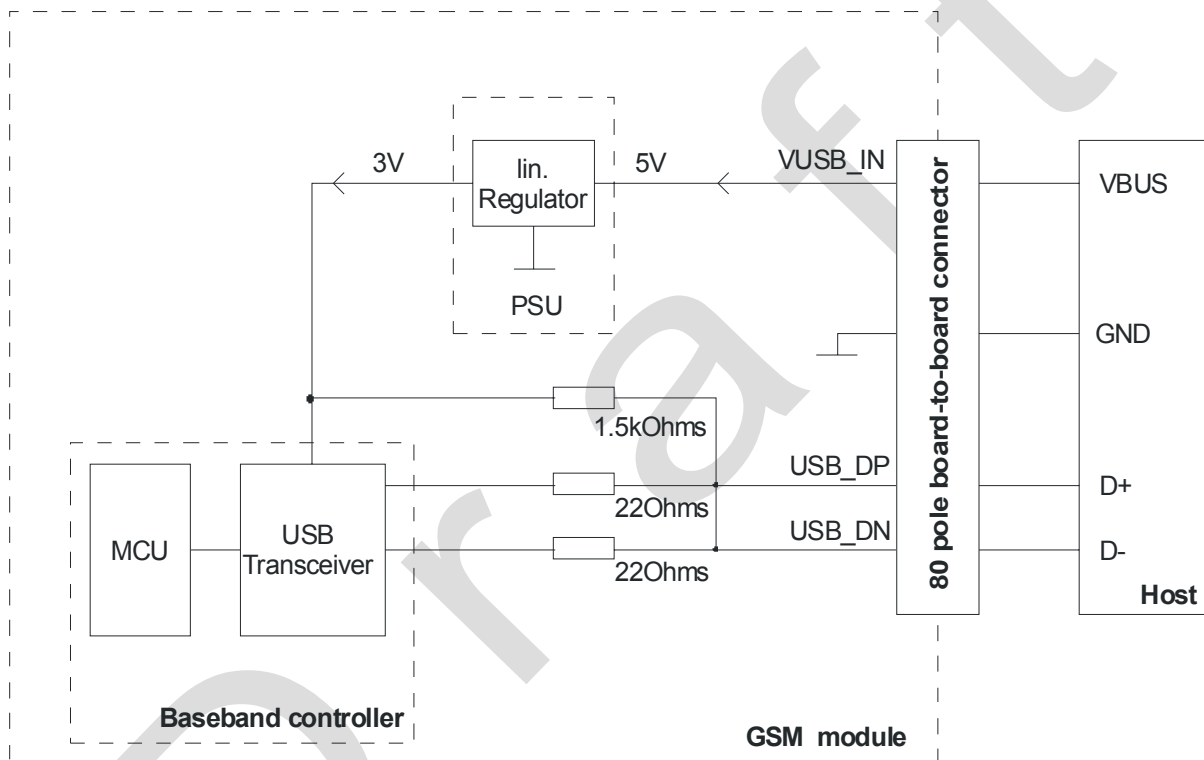 3V
lin.
Regulator
5V
VUSB_IN
VBUS
PSU
GND
80 pole board-to-board connector
1.5kOhms
USB_DP
D+
22Ohms
MCU
USB
Transceiver
USB_DN
D-
22Ohms
Host
Baseband controller
GSM module
Draft